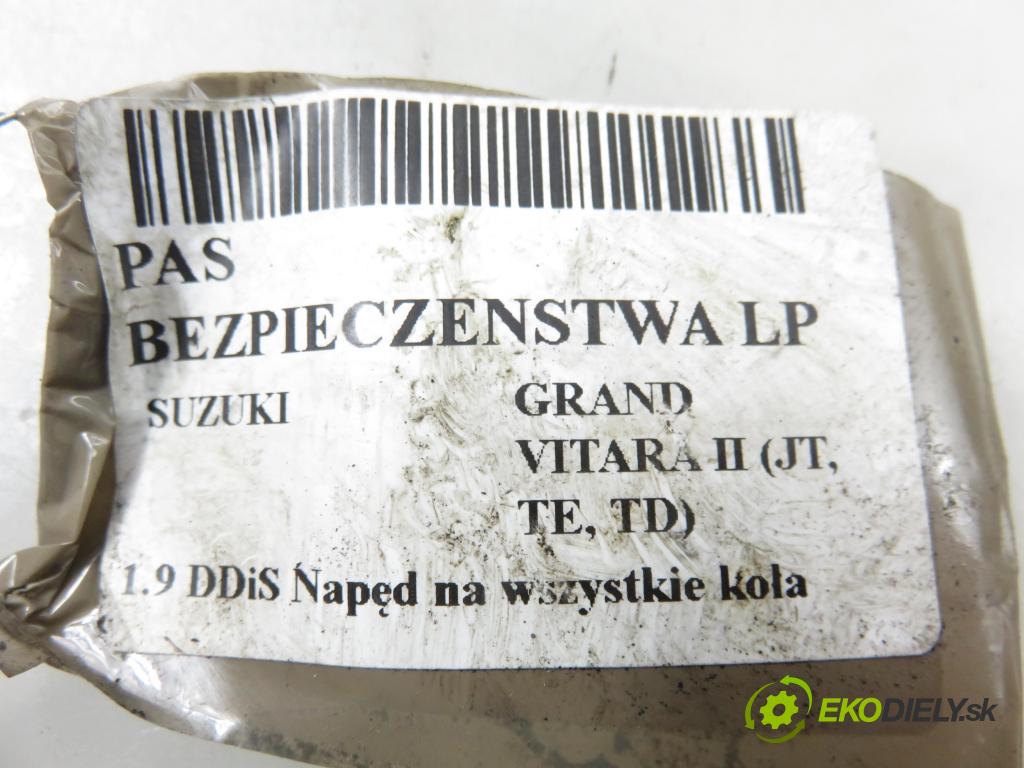 PAS
BEZPIECZENSTWA LP
SUZUKI
GRAND
VITARA II (JT,
TE, TD)
1.9 DDiS Napęd na wszystkie koła
EKODIELY.sk